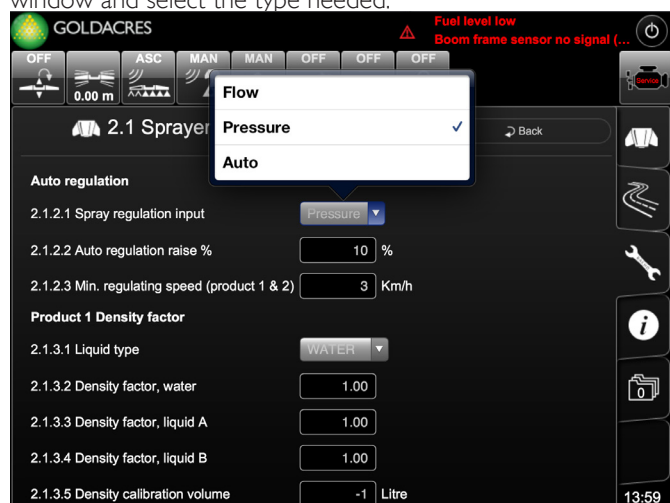 window and select the type needed.
GOLDACRES
Fuel level low
Boom frame sensor no signal (...
OFF ASC MAN MAN OFF OFF OFF
0.00 m
Service
Flow
Pressure
Auto
2.1 Sprayer
Back
Auto regulation
2.1.2.1 Spray regulation input Pressure
2.1.2.2 Auto regulation raise % 10 %
2.1.2.3 Min. regulating speed (product 1 & 2) 3 Km/h
Product 1 Density factor
2.1.3.1 Liquid type WATER
2.1.3.2 Density factor, water 1.00
2.1.3.3 Density factor, liquid A 1.00
2.1.3.4 Density factor, liquid B 1.00
2.1.3.5 Density calibration volume -1 Litre
i
0
13:59